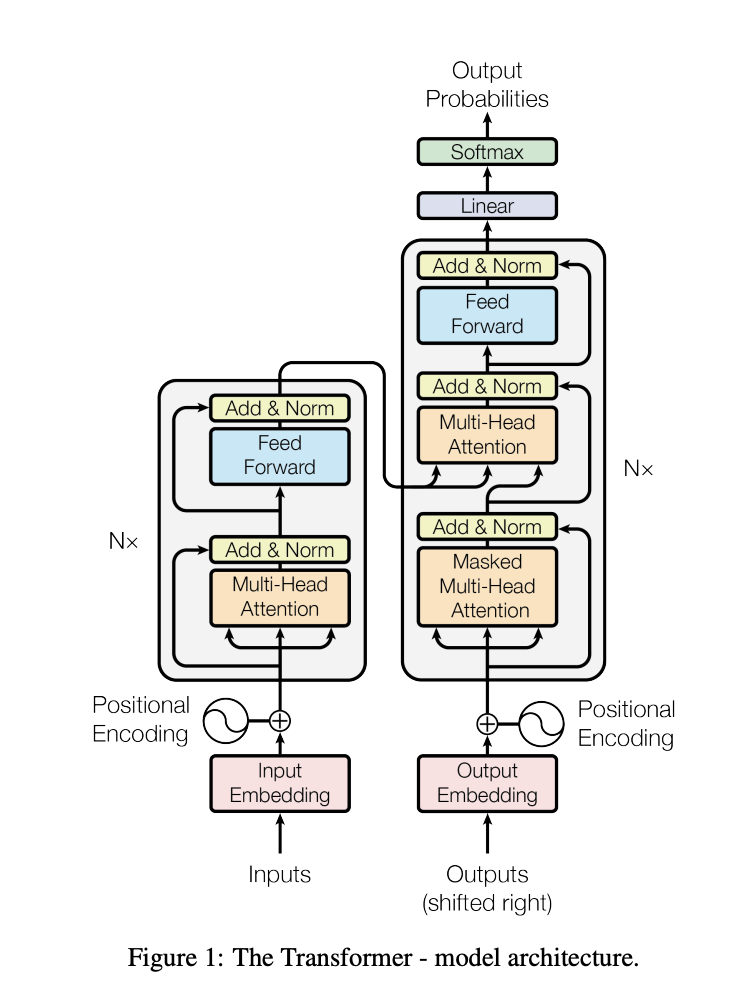 Output
Probabilities
Softmax
Linear
Add & Norm
Feed
Forward
Add & Norm
Multi-Head
Attention
Nx
Add & Norm
Masked
Multi-Head
Attention
Add & Norm
Feed
Forward
Nx
Add & Norm
Multi-Head
Attention
Positional
Encoding
Positional
Encoding
Input
Embedding
Output
Embedding
Inputs
Outputs
(shifted right)
Figure 1: The Transformer - model architecture.